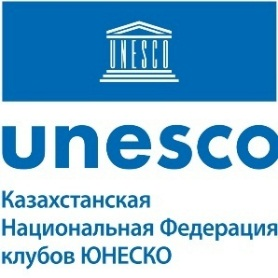 UNESCO
unesco
Казахстанская
Национальная Федерация
клубов ЮНЕСКО